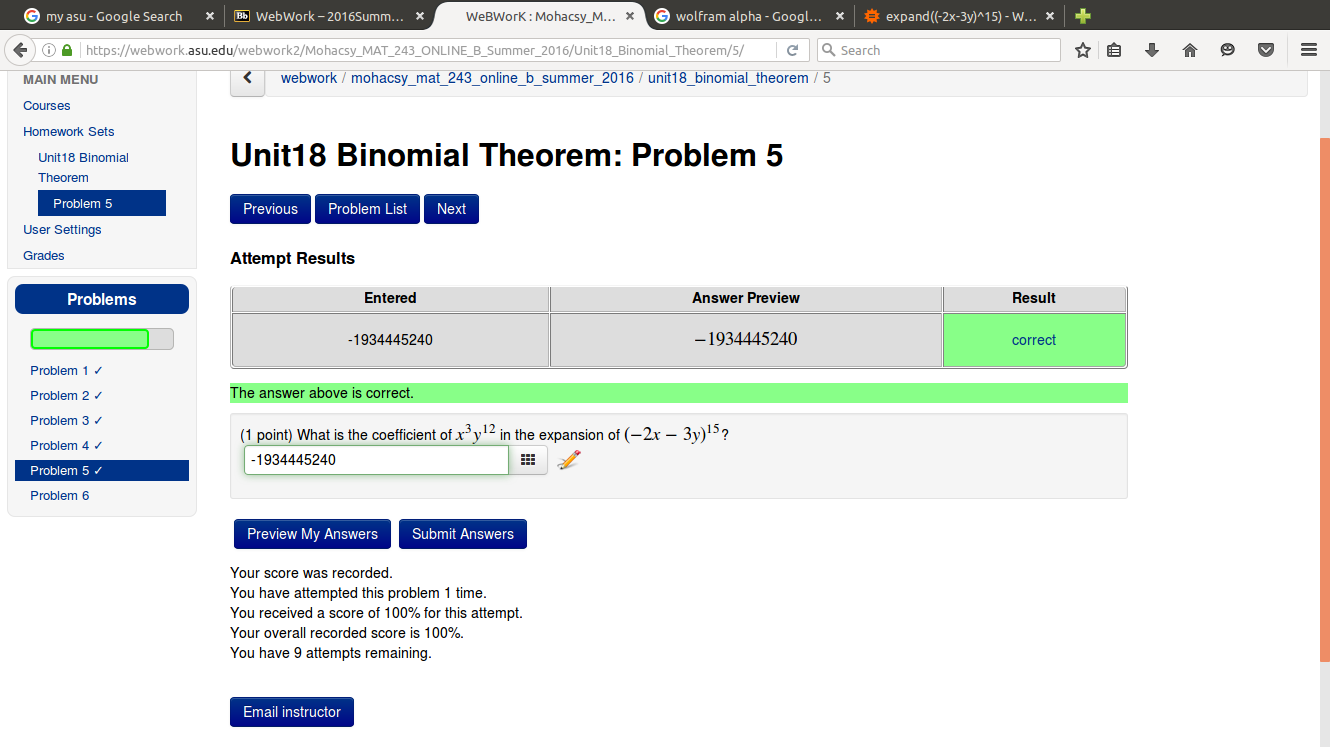 my asu - Google Search
WebWork – 2016Summ...
WeBWorK : Mohacsy_M...
wolfram alpha - Googl...
expand((-2x-3y)^15) - W...
https://webwork.asu.edu/webwork2/Mohacsy_MAT_243_ONLINE_B_Summer_2016/Unit18_Binomial_Theorem/5/
Search
MAIN MENU
Courses
Homework Sets
Unit18 Binomial
Theorem
Problem 5
User Settings
Grades
Problems
Problem 1 ✓
Problem 2 ✓
Problem 3 ✓
Problem 4 ✓
Problem 5 ✓
Problem 6
webwork / mohacsy_mat_243_online_b_summer_2016 / unit18_binomial_theorem / 5
Unit18 Binomial Theorem: Problem 5
Previous Problem List Next
Attempt Results
Entered Answer Preview Result
-1934445240 −1934445240 correct
The answer above is correct.
(1 point) What is the coefficient of x³y¹² in the expansion of (−2x − 3y)¹⁵?
-1934445240
Preview My Answers Submit Answers
Your score was recorded.
You have attempted this problem 1 time.
You received a score of 100% for this attempt.
Your overall recorded score is 100%.
You have 9 attempts remaining.
Email instructor